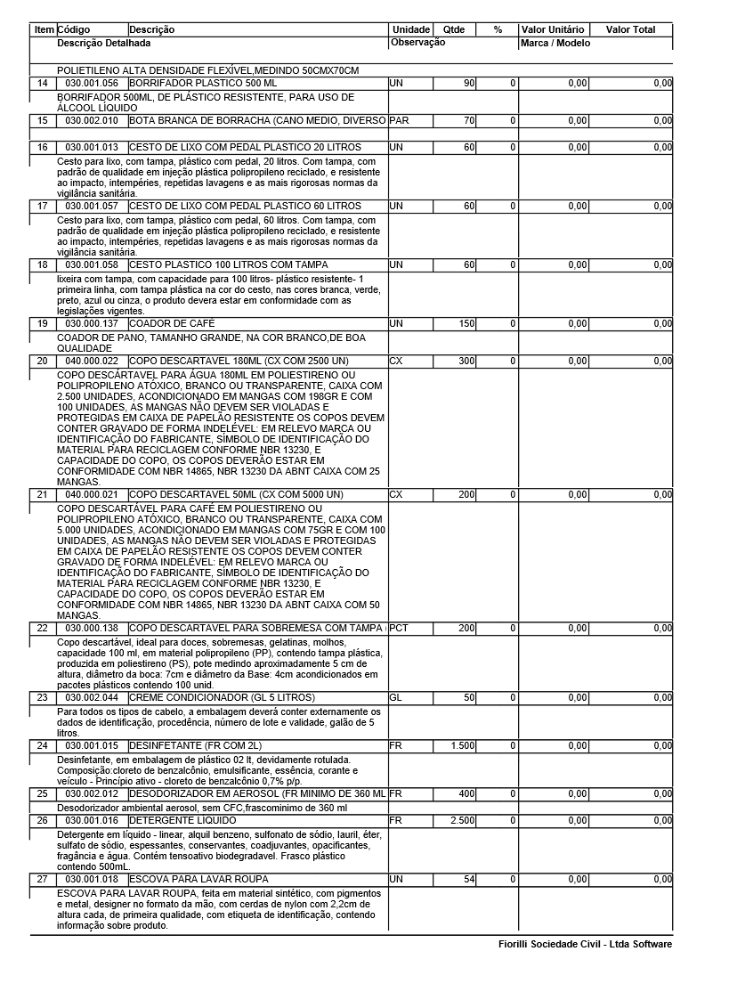 Item Código Descrição Unidade Qtde % Valor Unitário Valor Total
Descrição Detalhada Observação Marca / Modelo
POLIETILENO ALTA DENSIDADE FLEXÍVEL,MEDINDO 50CMX70CM
14 030.001.056 BORRIFADOR PLASTICO 500 ML UN 90 0 0,00 0,00
BORRIFADOR 500ML, DE PLÁSTICO RESISTENTE, PARA USO DE
ÁLCOOL LÍQUIDO
15 030.002.010 BOTA BRANCA DE BORRACHA (CANO MEDIO, DIVERSO PAR 70 0 0,00 0,00
16 030.001.013 CESTO DE LIXO COM PEDAL PLASTICO 20 LITROS UN 60 0 0,00 0,00
Cesto para lixo, com tampa, plástico com pedal, 20 litros. Com tampa, com
padrão de qualidade em injeção plástica polipropileno reciclado, e resistente
ao impacto, intempéries, repetidas lavagens e as mais rigorosas normas da
vigilância sanitária.
17 030.001.057 CESTO DE LIXO COM PEDAL PLASTICO 60 LITROS UN 60 0 0,00 0,00
Cesto para lixo, com tampa, plástico com pedal, 60 litros. Com tampa, com
padrão de qualidade em injeção plástica polipropileno reciclado, e resistente
ao impacto, intempéries, repetidas lavagens e as mais rigorosas normas da
vigilância sanitária.
18 030.001.058 CESTO PLASTICO 100 LITROS COM TAMPA UN 60 0 0,00 0,00
lixeira com tampa, com capacidade para 100 litros- plástico resistente- 1
primeira linha, com tampa plástica na cor do cesto, nas cores branca, verde,
preto, azul ou cinza, o produto devera estar em conformidade com as
legislações vigentes.
19 030.000.137 COADOR DE CAFÉ UN 150 0 0,00 0,00
COADOR DE PANO, TAMANHO GRANDE, NA COR BRANCO,DE BOA
QUALIDADE
20 040.000.022 COPO DESCARTAVEL 180ML (CX COM 2500 UN) CX 300 0 0,00 0,00
COPO DESCARTAVEL PARA ÁGUA 180ML EM POLIESTIRENO OU
POLIPROPILENO ATÓXICO, BRANCO OU TRANSPARENTE, CAIXA COM
2.500 UNIDADES, ACONDICIONADO EM MANGAS COM 198GR E COM
100 UNIDADES, AS MANGAS NÃO DEVEM SER VIOLADAS E
PROTEGIDAS EM CAIXA DE PAPELÃO RESISTENTE OS COPOS DEVEM
CONTER GRAVADO DE FORMA INDELÉVEL: EM RELEVO MARCA OU
IDENTIFICAÇÃO DO FABRICANTE, SÍMBOLO DE IDENTIFICAÇÃO DO
MATERIAL PARA RECICLAGEM CONFORME NBR 13230, E
CAPACIDADE DO COPO, OS COPOS DEVERÃO ESTAR EM
CONFORMIDADE COM NBR 14865, NBR 13230 DA ABNT CAIXA COM 25
MANGAS.
21 040.000.021 COPO DESCARTAVEL 50ML (CX COM 5000 UN) CX 200 0 0,00 0,00
COPO DESCARTÁVEL PARA CAFÉ EM POLIESTIRENO OU
POLIPROPILENO ATÓXICO, BRANCO OU TRANSPARENTE, CAIXA COM
5.000 UNIDADES, ACONDICIONADO EM MANGAS COM 75GR E COM 100
UNIDADES, AS MANGAS NÃO DEVEM SER VIOLADAS E PROTEGIDAS
EM CAIXA DE PAPELÃO RESISTENTE OS COPOS DEVEM CONTER
GRAVADO DE FORMA INDELÉVEL: EM RELEVO MARCA OU
IDENTIFICAÇÃO DO FABRICANTE, SÍMBOLO DE IDENTIFICAÇÃO DO
MATERIAL PARA RECICLAGEM CONFORME NBR 13230, E
CAPACIDADE DO COPO, OS COPOS DEVERÃO ESTAR EM
CONFORMIDADE COM NBR 14865, NBR 13230 DA ABNT CAIXA COM 50
MANGAS.
22 030.000.138 COPO DESCARTAVEL PARA SOBREMESA COM TAMPA ( PCT 200 0 0,00 0,00
Copo descartável, ideal para doces, sobremesas, gelatinas, molhos,
capacidade 100 ml, em material polipropileno (PP), contendo tampa plástica,
produzida em poliestireno (PS), pote medindo aproximadamente 5 cm de
altura, diâmetro da boca: 7cm e diâmetro da Base: 4cm acondicionados em
pacotes plásticos contendo 100 unid.
23 030.002.044 CREME CONDICIONADOR (GL 5 LITROS) GL 50 0 0,00 0,00
Para todos os tipos de cabelo, a embalagem deverá conter externamente os
dados de identificação, procedência, número de lote e validade, galão de 5
litros.
24 030.001.015 DESINFETANTE (FR COM 2L) FR 1.500 0 0,00 0,00
Desinfetante, em embalagem de plástico 02 lt, devidamente rotulada.
Composição:cloreto de benzalcônio, emulsificante, essência, corante e
veículo - Princípio ativo - cloreto de benzalcônio 0,7% p/p.
25 030.002.012 DESODORIZADOR EM AEROSOL (FR MINIMO DE 360 ML FR 400 0 0,00 0,00
Desodorizador ambiental aerosol, sem CFC,frascominimo de 360 ml
26 030.001.016 DETERGENTE LÍQUIDO FR 2.500 0 0,00 0,00
Detergente em líquido - linear, alquil benzeno, sulfonato de sódio, lauril, éter,
sulfato de sódio, espessantes, conservantes, coadjuvantes, opacificantes,
fragância e água. Contém tensoativo biodegradavel. Frasco plástico
contendo 500mL.
27 030.001.018 ESCOVA PARA LAVAR ROUPA UN 54 0 0,00 0,00
ESCOVA PARA LAVAR ROUPA, feita em material sintético, com pigmentos
e metal, designer no formato da mão, com cerdas de nylon com 2,2cm de
altura cada, de primeira qualidade, com etiqueta de identificação, contendo
informação sobre produto.
Fiorilli Sociedade Civil - Ltda Software